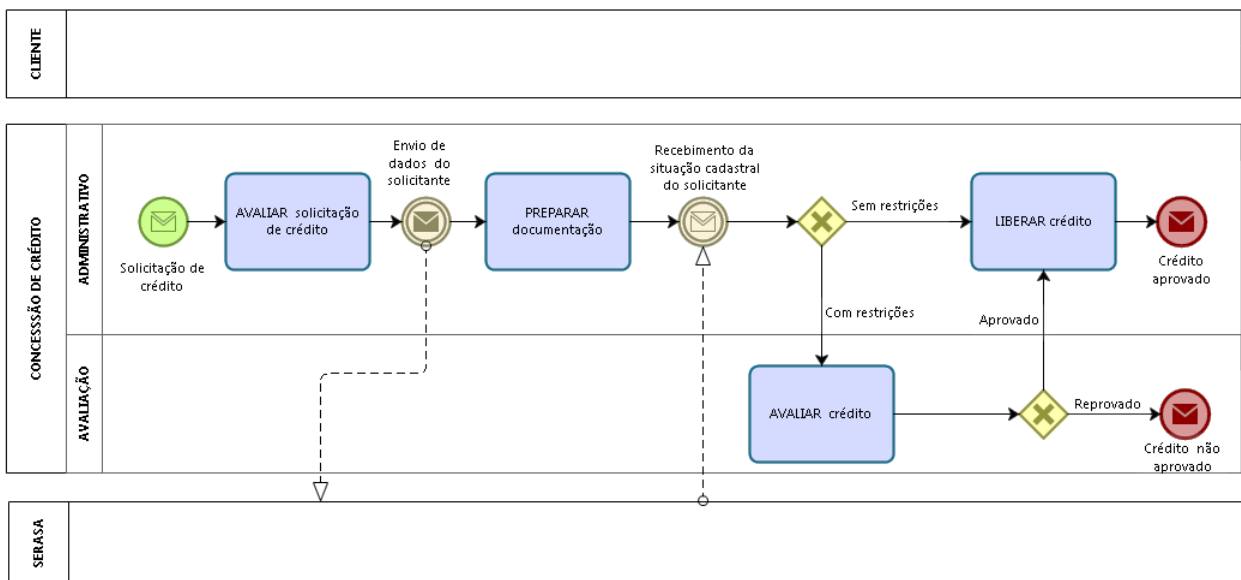 CLIENTE
CONCESSSÃO DE CRÉDITO
ADMINISTRATIVO
Solicitação de
crédito
AVALIAR solicitação
de crédito
Envio de
dados do
solicitante
PREPARAR
documentação
Recebimento da
situação cadastral
do solicitante
Sem restrições
LIBERAR crédito
Crédito
aprovado
Com restrições
Aprovado
AVALIAÇÃO
AVALIAR crédito
Reprovado
Crédito não
aprovado
SERASA